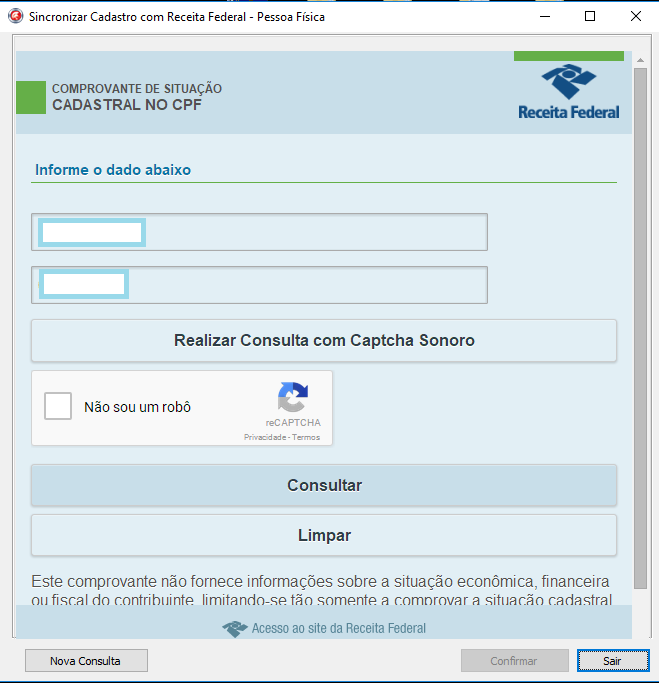 Sincronizar Cadastro com Receita Federal - Pessoa Física
COMPROVANTE DE SITUAÇÃO
CADASTRAL NO CPF
Receita Federal
Informe o dado abaixo
Realizar Consulta com Captcha Sonoro
Não sou um robô
reCAPTCHA
Privacidade - Termos
Consultar
Limpar
Este comprovante não fornece informações sobre a situação econômica, financeira
ou fiscal do contribuinte, limitando-se tão somente a comprovar a situação cadastral
Acesso ao site da Receita Federal
Nova Consulta
Confirmar
Sair